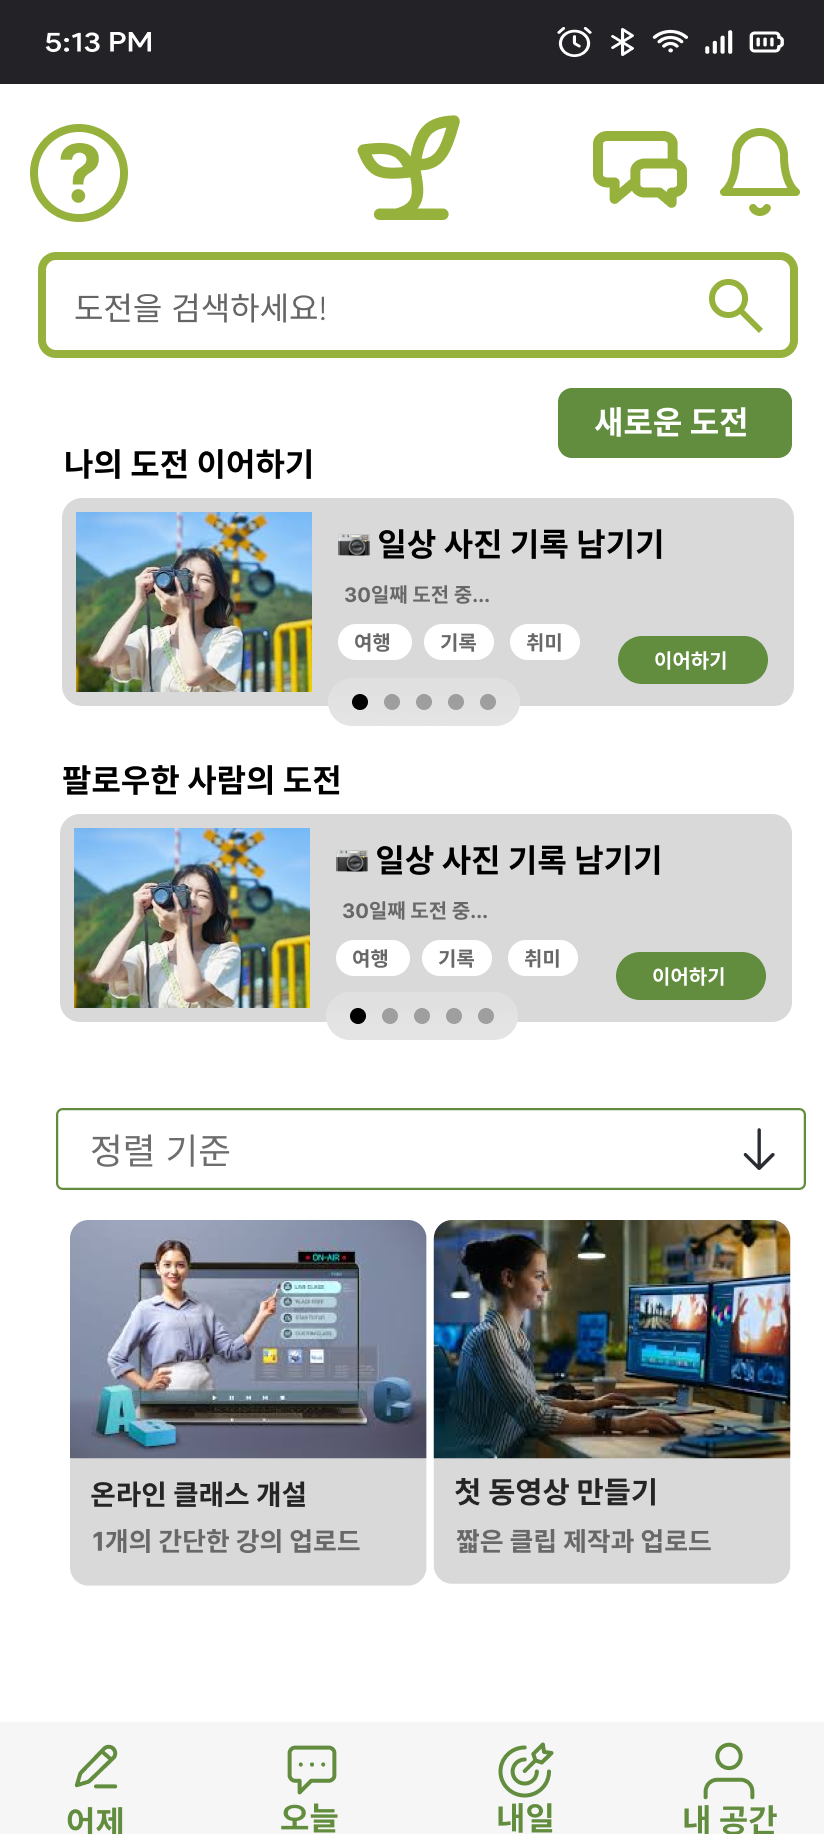 5:13 PM
도전을 검색하세요!
새로운 도전
나의 도전 이어하기
일상 사진 기록 남기기
30일째 도전 중...
여행 기록 취미
이어하기
팔로우한 사람의 도전
일상 사진 기록 남기기
30일째 도전 중...
여행 기록 취미
이어하기
정렬 기준
ON-AIR
LIVE CLASS
A B C
온라인 클래스 개설
1개의 간단한 강의 업로드
첫 동영상 만들기
짧은 클립 제작과 업로드
어제 오늘 내일 내 공간